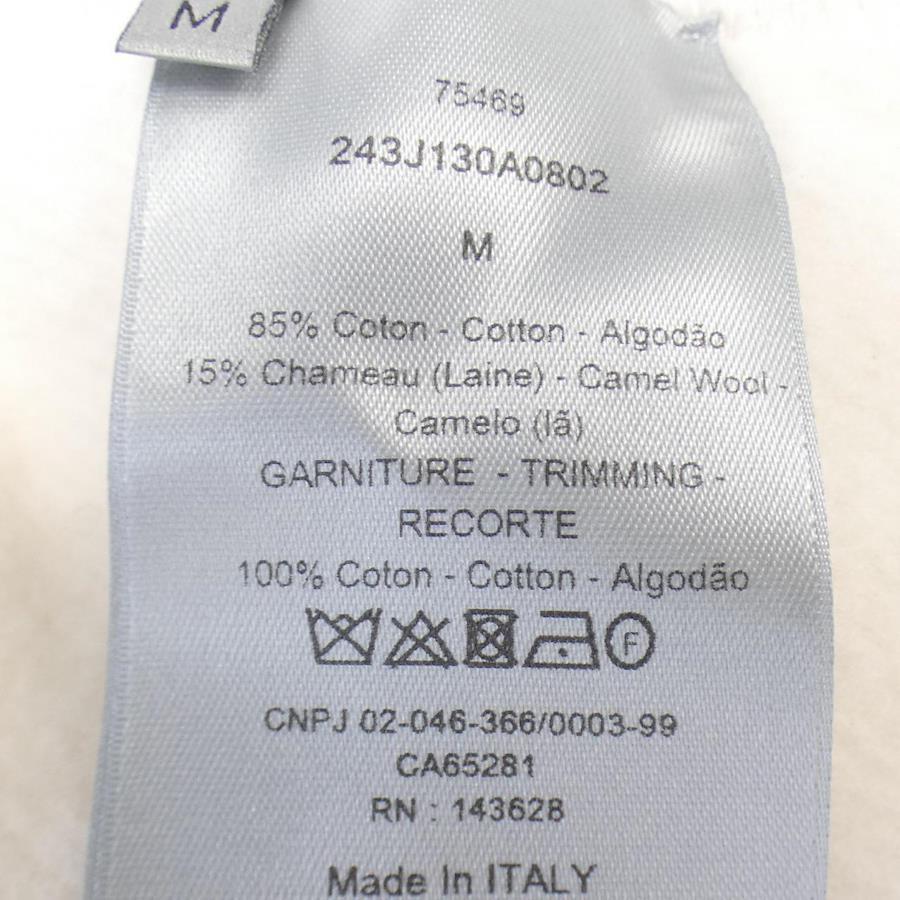 M
75469
243J130A0802
M
85% Coton - Cotton - Algodão
15% Chameau (Laine) - Camel Wool -
Camelo (lã)
GARNITURE - TRIMMING -
RECORTE
100% Coton - Cotton - Algodão
F
CNPJ 02-046-366/0003-99
CA65281
RN : 143628
Made In ITALY